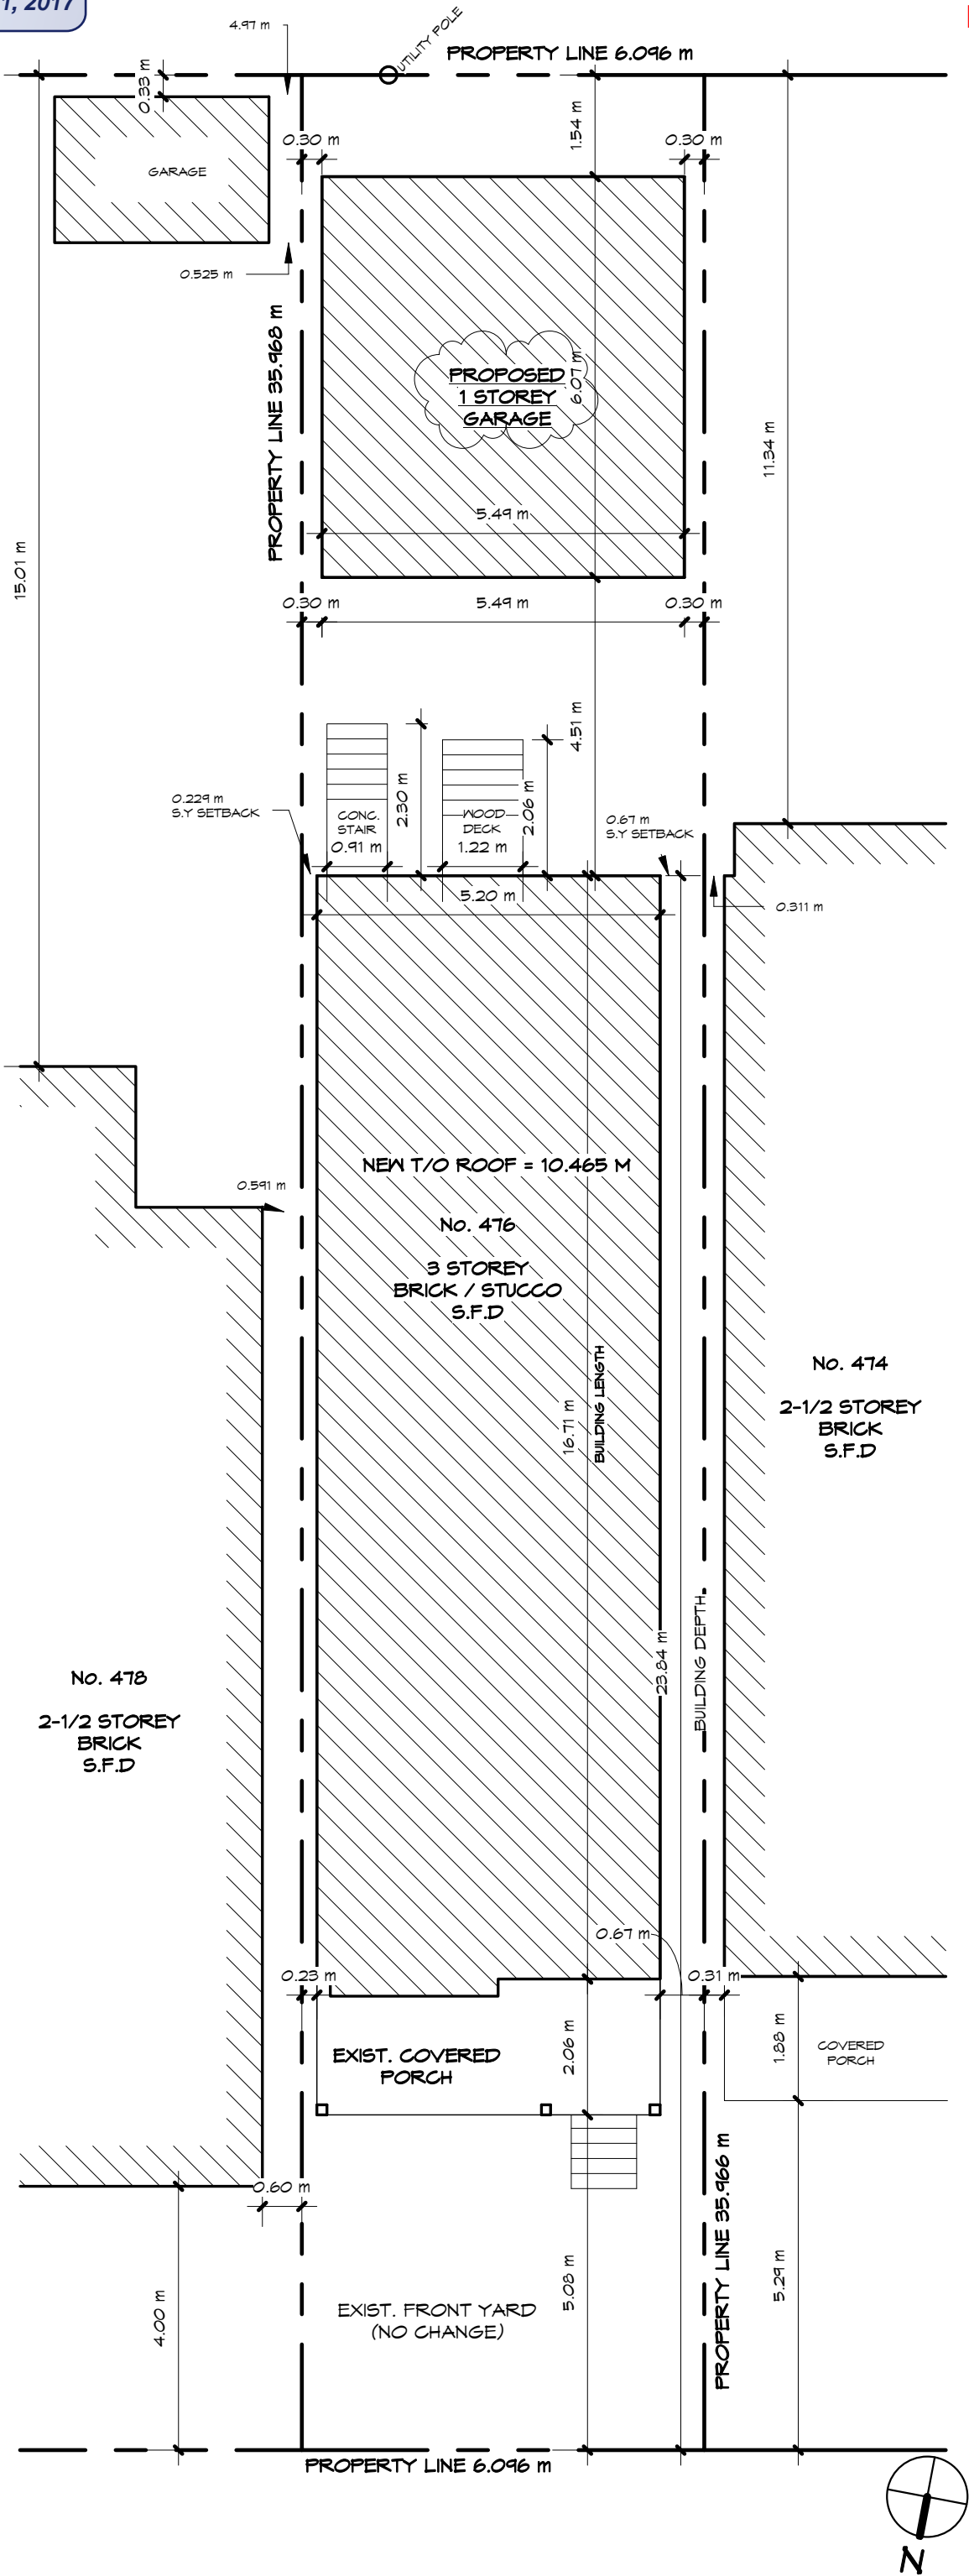 1, 2017
4.97 m
UTILITY POLE
PROPERTY LINE 6.096 m
0.33 m
1.54 m
0.30 m
0.30 m
GARAGE
0.525 m
PROPERTY LINE 35.968 m
PROPOSED
1 STOREY
GARAGE
6.07 m
11.34 m
5.49 m
15.01 m
0.30 m
5.49 m
0.30 m
4.51 m
2.30 m
2.06 m
0.229 m
S.Y SETBACK
CONC.
STAIR
0.91 m
WOOD
DECK
1.22 m
0.67 m
S.Y SETBACK
5.20 m
0.311 m
NEW T/O ROOF = 10.465 M
0.591 m
No. 476
3 STOREY
BRICK / STUCCO
S.F.D
16.71 m
BUILDING LENGTH
No. 474
2-1/2 STOREY
BRICK
S.F.D
23.84 m
BUILDING DEPTH
No. 478
2-1/2 STOREY
BRICK
S.F.D
0.67 m
0.23 m
0.31 m
EXIST. COVERED
PORCH
2.06 m
1.88 m
COVERED
PORCH
0.60 m
PROPERTY LINE 35.966 m
4.00 m
5.08 m
5.29 m
EXIST. FRONT YARD
(NO CHANGE)
PROPERTY LINE 6.096 m
N